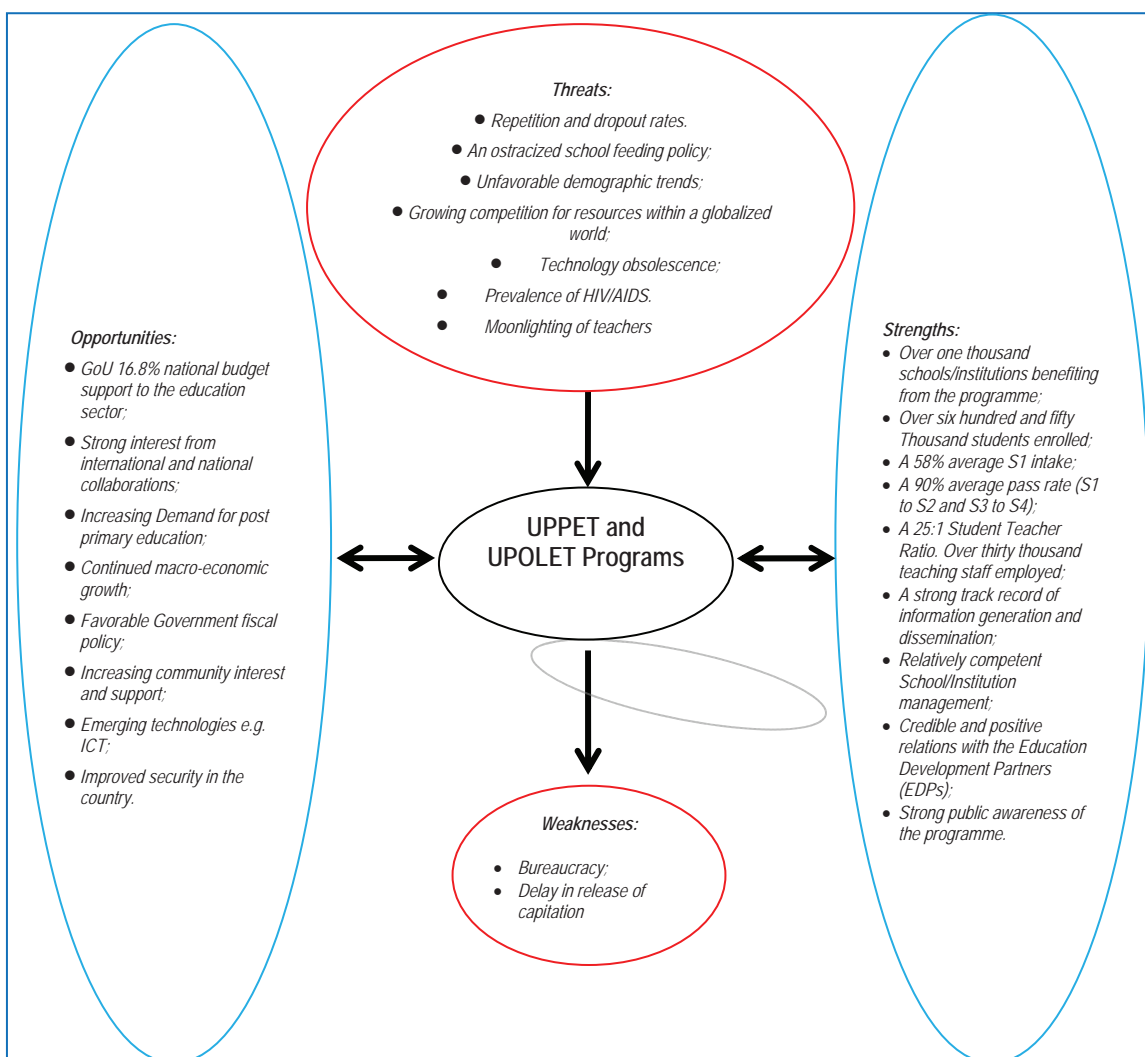 Threats:
● Repetition and dropout rates.
● An ostracized school feeding policy;
● Unfavorable demographic trends;
● Growing competition for resources within a globalized
world;
● Technology obsolescence;
● Prevalence of HIV/AIDS.
● Moonlighting of teachers
Opportunities:
● GoU 16.8% national budget
support to the education
sector;
● Strong interest from
international and national
collaborations;
● Increasing Demand for post
primary education;
● Continued macro-economic
growth;
● Favorable Government fiscal
policy;
● Increasing community interest
and support;
● Emerging technologies e.g.
ICT;
● Improved security in the
country.
UPPET and
UPOLET Programs
Strengths:
• Over one thousand
schools/institutions benefiting
from the programme;
• Over six hundred and fifty
Thousand students enrolled;
• A 58% average S1 intake;
• A 90% average pass rate (S1
to S2 and S3 to S4);
• A 25:1 Student Teacher
Ratio. Over thirty thousand
teaching staff employed;
• A strong track record of
information generation and
dissemination;
• Relatively competent
School/Institution
management;
• Credible and positive
relations with the Education
Development Partners
(EDPs);
• Strong public awareness of
the programme.
Weaknesses:
• Bureaucracy;
• Delay in release of
capitation